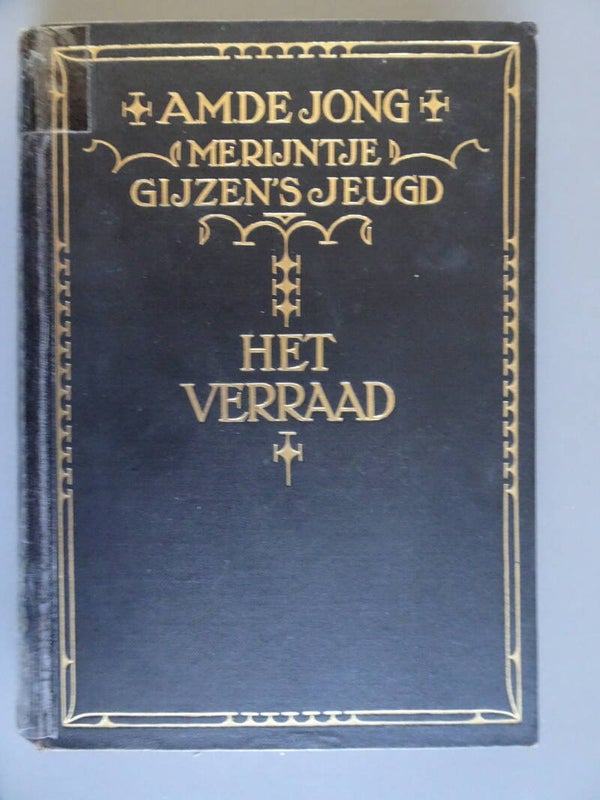 A.M. DE JONG
MERIJNTJE
GIJZEN'S JEUGD
HET
VERRAAD